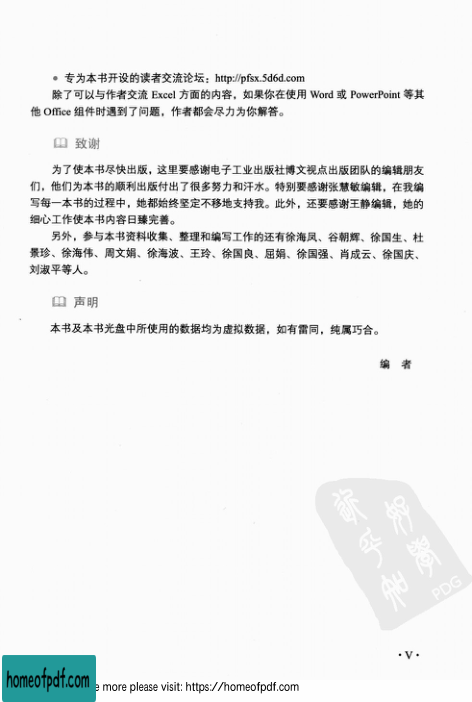 ● 专为本书开设的读者交流论坛：http://pfsx.5d6d.com
除了可以与作者交流 Excel 方面的内容，如果你在使用 Word 或 PowerPoint 等其
他 Office 组件时遇到了问题，作者都会尽力为你解答。
致谢
为了使本书尽快出版，这里要感谢电子工业出版社博文视点出版团队的编辑朋友
们，他们为本书的顺利出版付出了很多努力和汗水。特别要感谢张慧敏编辑，在我编
写每一本书的过程中，她都始终坚定不移地支持我。此外，还要感谢王静编辑，她的
细心工作使本书内容日臻完善。
另外，参与本书资料收集、整理和编写工作的还有徐海凤、谷朝辉、徐国生、杜
景珍、徐海伟、周文娟、徐海波、王玲、徐国良、屈娟、徐国强、肖成云、徐国庆、
刘淑平等人。
声明
本书及本书光盘中所使用的数据均为虚拟数据，如有雷同，纯属巧合。
编 者
PDG
·V·
homeofpdf.com
e more please visit: https://homeofpdf.com